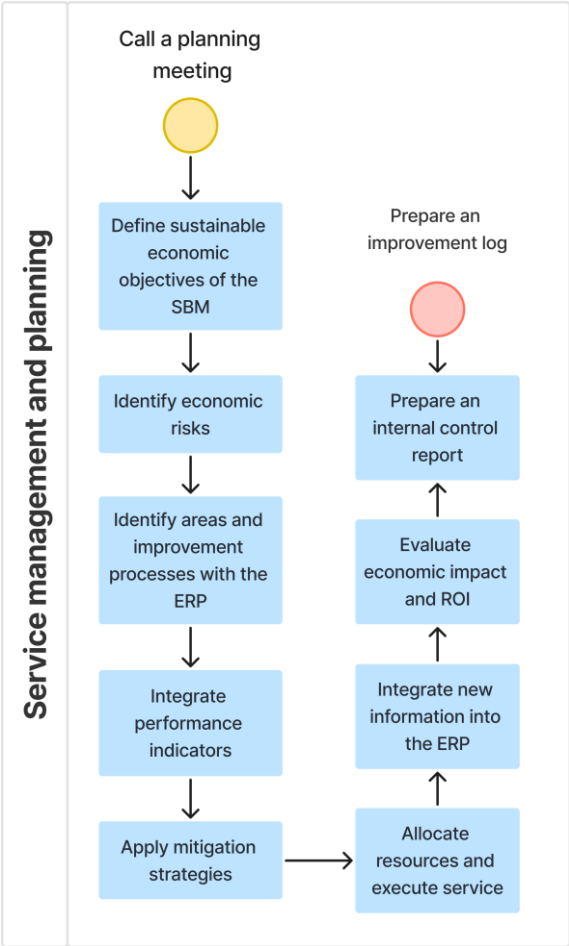 Service management and planning
Call a planning
meeting
Define sustainable
economic
objectives of the
SBM
Identify economic
risks
Identify areas and
improvement
processes with the
ERP
Integrate
performance
indicators
Apply mitigation
strategies
Allocate
resources and
execute service
Integrate new
information into
the ERP
Evaluate
economic impact
and ROI
Prepare an
internal control
report
Prepare an
improvement log